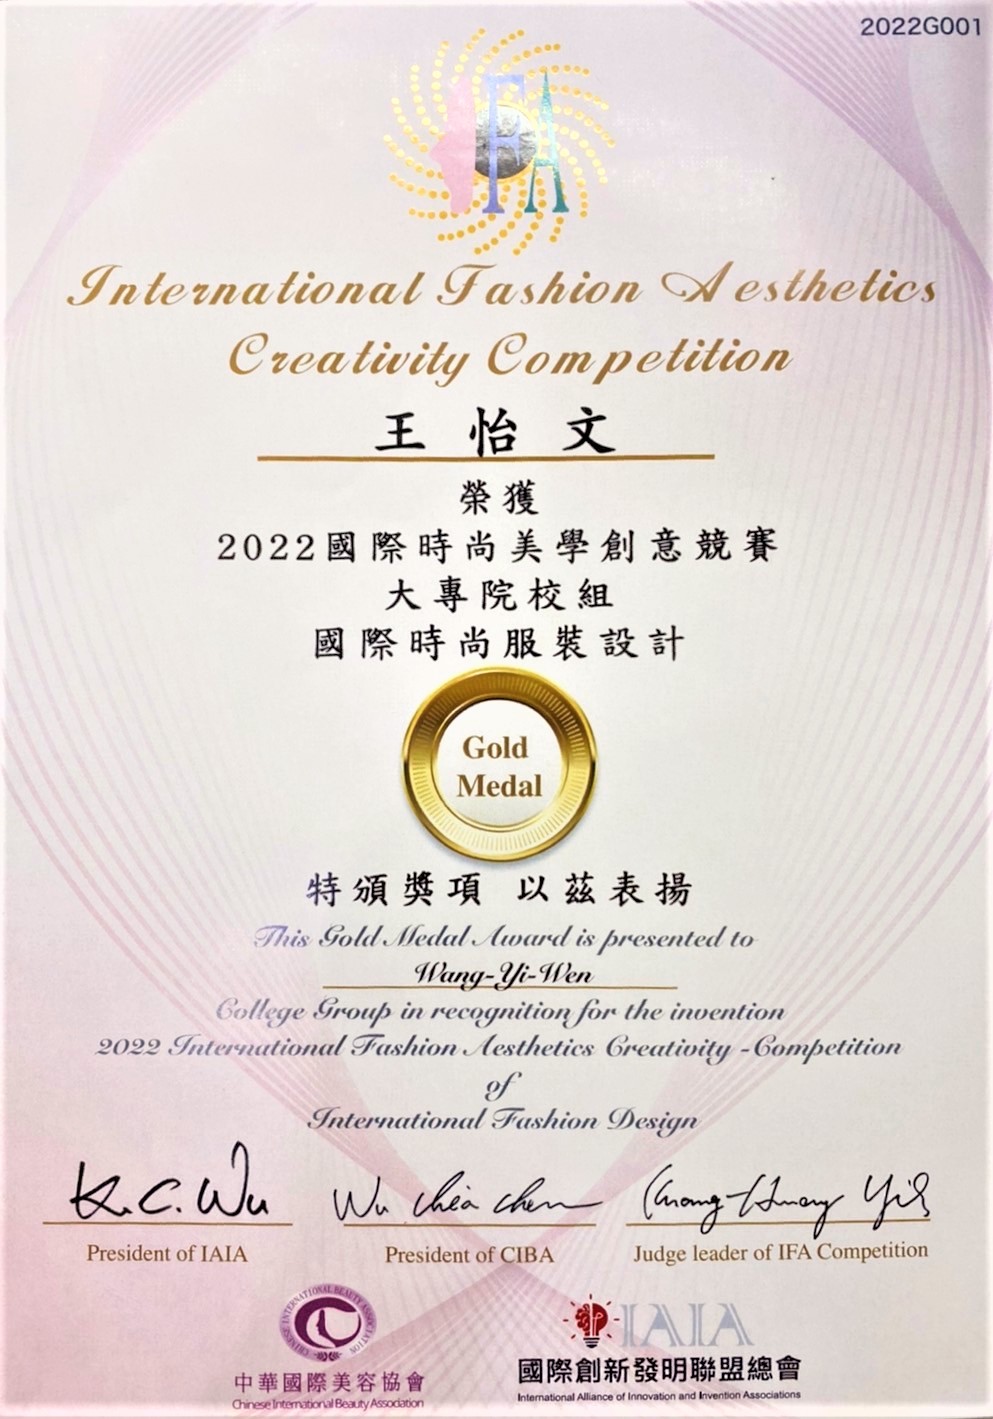 2022G001
IFA
International Fashion Aesthetics
Creativity Competition
王怡文
榮獲
2022國際時尚美學創意競賽
大專院校組
國際時尚服裝設計
Gold
Medal
特頒獎項 以茲表揚
This Gold Medal Award is presented to
Wang-Yi-Wen
College Group in recognition for the invention
2022 International Fashion Aesthetics Creativity -Competition
of
International Fashion Design
K.C. Wu Wu Chia Chen
President of IAIA President of CIBA Judge leader of IFA Competition
CHINESE INTERNATIONAL BEAUTY ASSOCIATION
中華國際美容協會
Chinese International Beauty Association
IAIA
國際創新發明聯盟總會
International Alliance of Innovation and Invention Associations